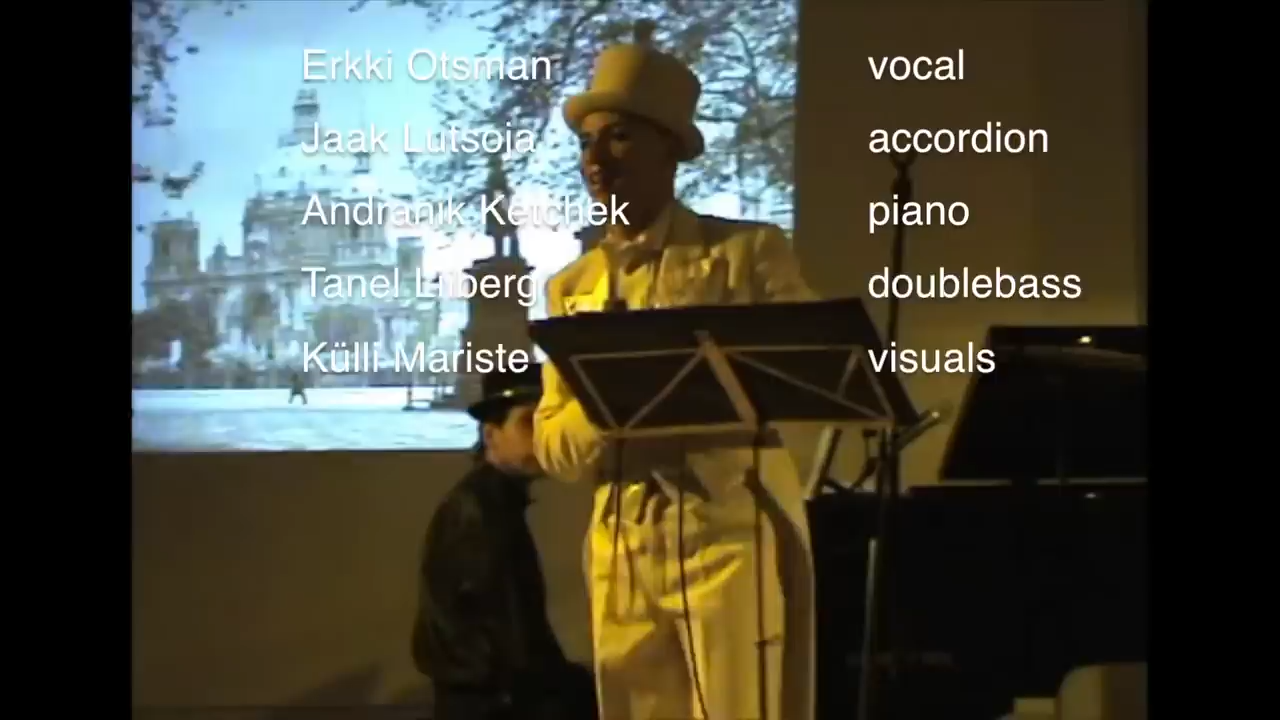 Erkki Otsman vocal
Jaak Lutsoja accordion
Andranik Ketchek piano
Tanel Liiberg doublebass
Külli Mariste visuals